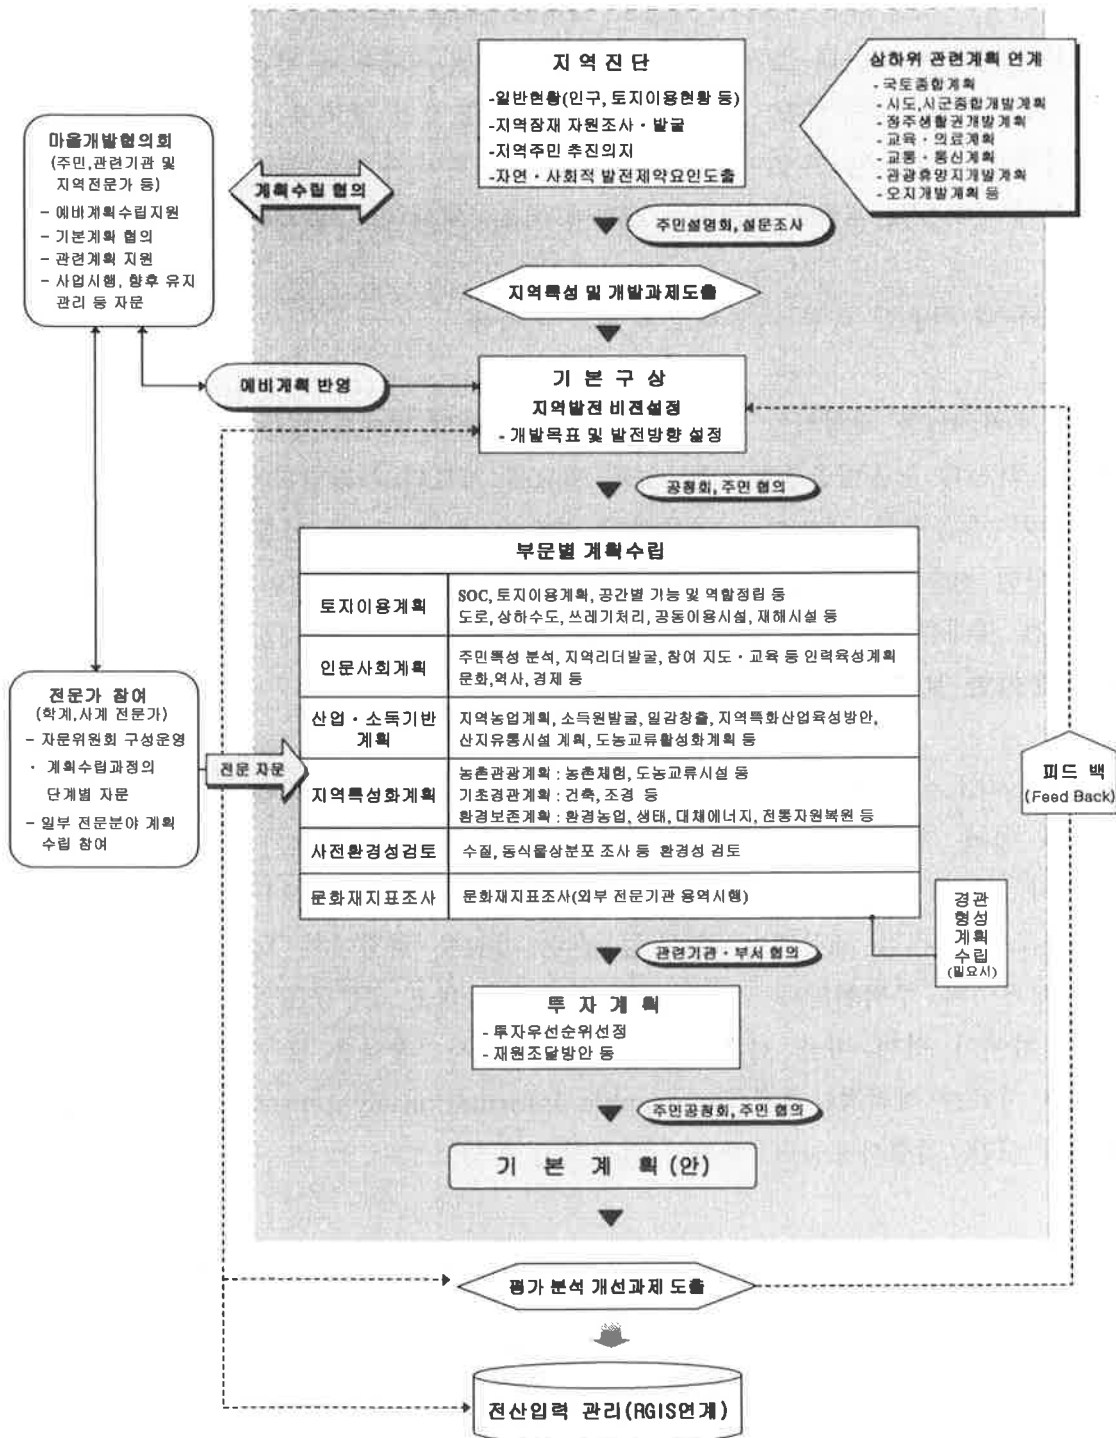 지 역 진 단
-일반현황(인구, 토지이용현황 등)
-지역잠재 자원조사·발굴
-지역주민 추진의지
-자연·사회적 발전제약요인도출
상하위 관련계획 연계
- 국토종합계획
- 시도, 시군종합개발계획
- 정주생활권개발계획
- 교육·의료계획
- 교통·통신계획
- 관광휴양지개발계획
- 오지개발계획 등
마을개발협의회
(주민,관련기관 및
지역전문가 등)
– 예비계획수립지원
– 기본계획 협의
– 관련계획 지원
– 사업시행, 향후 유지
관리 등 자문
계획수립 협의
주민설명회, 설문조사
지역특성 및 개발과제도출
예비계획 반영
기 본 구 상
지역발전 비젼설정
- 개발목표 및 발전방향 설정
공청회, 주민 협의
부문별 계획수립
토지이용계획
SOC, 토지이용계획, 공간별 기능 및 역할정립 등
도로, 상하수도, 쓰레기처리, 공동이용시설, 재해시설 등
인문사회계획
주민특성 분석, 지역리더발굴, 참여 지도·교육 등 인력육성계획
문화,역사, 경제 등
산업·소득기반
계획
지역농업계획, 소득원발굴, 일감창출, 지역특화산업육성방안,
산지유통시설 계획, 도농교류활성화계획 등
지역특성화계획
농촌관광계획 : 농촌체험, 도농교류시설 등
기초경관계획 : 건축, 조경 등
환경보존계획 : 환경농업, 생태, 대체에너지, 전통자원복원 등
사전환경성검토
수질, 동식물상분포 조사 등 환경성 검토
문화재지표조사
문화재지표조사(외부 전문기관 용역시행)
전문가 참여
(학계,사계 전문가)
– 자문위원회 구성운영
· 계획수립과정의
단계별 자문
– 일부 전문분야 계획
수립 참여
전문 자문
피드 백
(Feed Back)
경관
형성
계획
수립
(필요시)
관련기관·부서 협의
투 자 계 획
- 투자우선순위선정
- 재원조달방안 등
주민공청회, 주민 협의
기 본 계 획 (안)
평가 분석 개선과제 도출
전산입력 관리(RGIS연계)